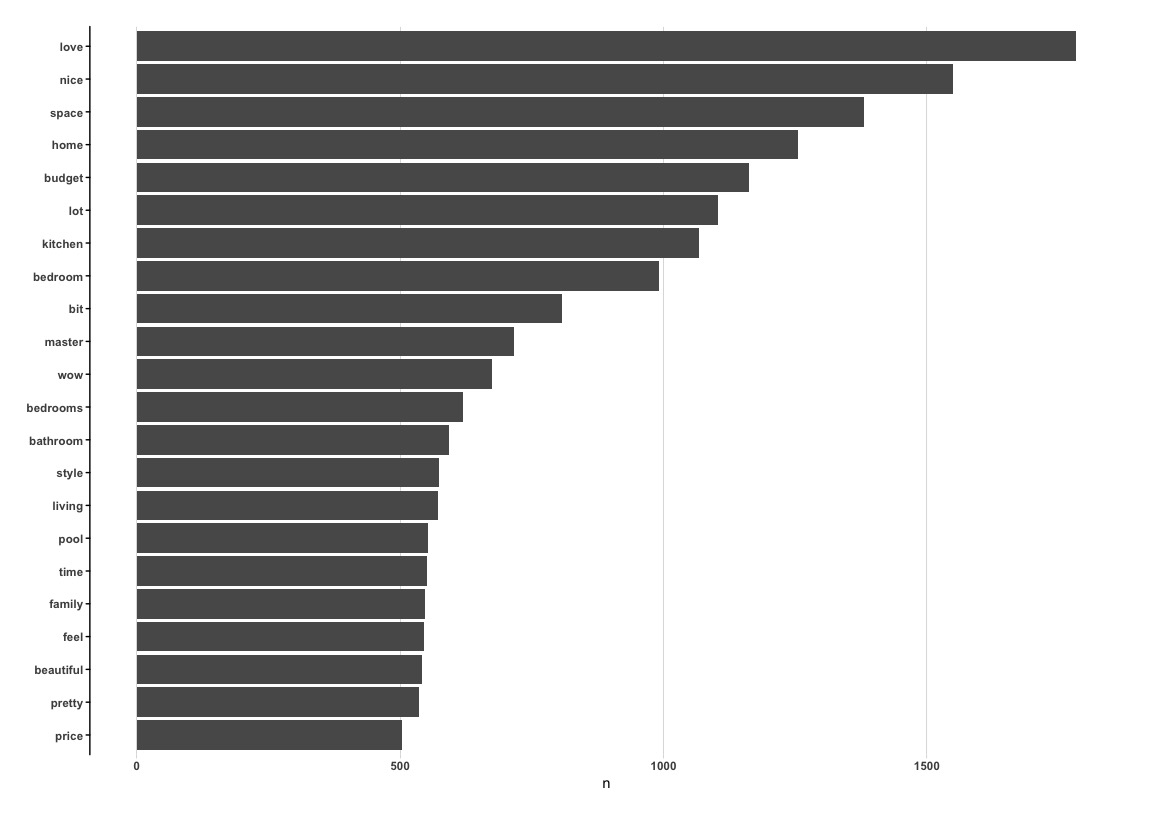 love
nice
space
home
budget
lot
kitchen
bedroom
bit
master
wow
bedrooms
bathroom
style
living
pool
time
family
feel
beautiful
pretty
price
0 500 1000 1500
n